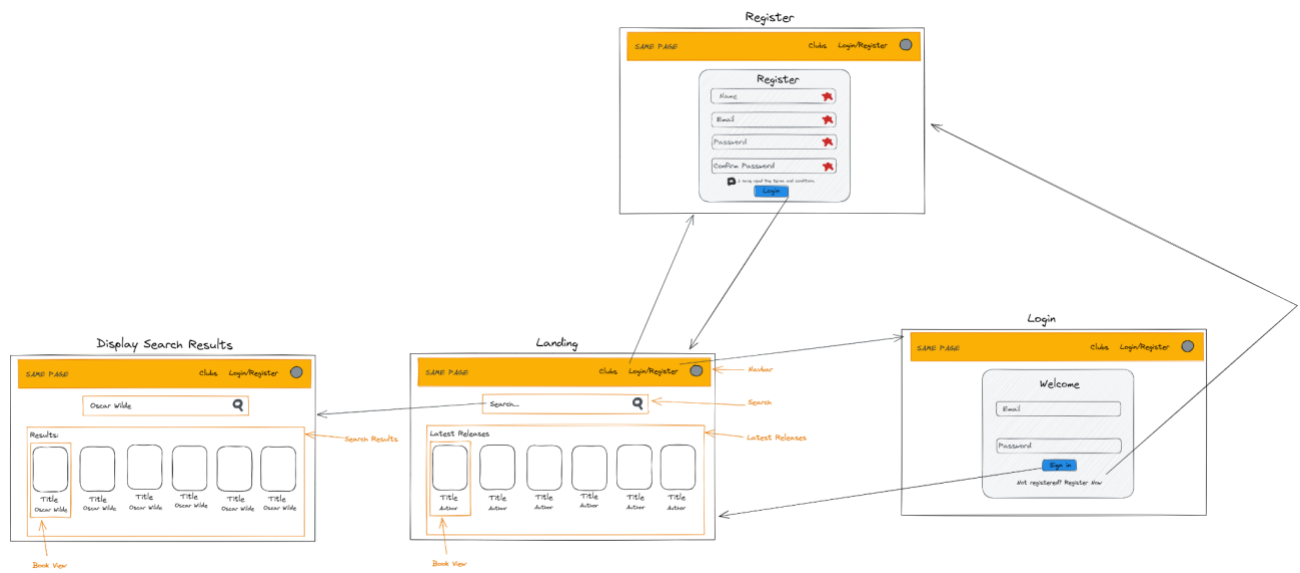 Register
SAME PAGE
Clubs Login/Register
Register
Name
Email
Password
Confirm Password
I have read the terms and conditions
Login
Login
SAME PAGE
Clubs Login/Register
Welcome
Email
Password
Sign in
Not registered? Register Now
Display Search Results
SAME PAGE
Clubs Login/Register
Oscar Wilde
Results:
Search Results
Title Title Title Title Title Title
Oscar Wilde Oscar Wilde Oscar Wilde Oscar Wilde Oscar Wilde Oscar Wilde
Book View
Landing
SAME PAGE
Clubs Login/Register
Navbar
Search...
Search
Latest Releases
Latest Releases
Title Title Title Title Title Title
Author Author Author Author Author Author
Book View